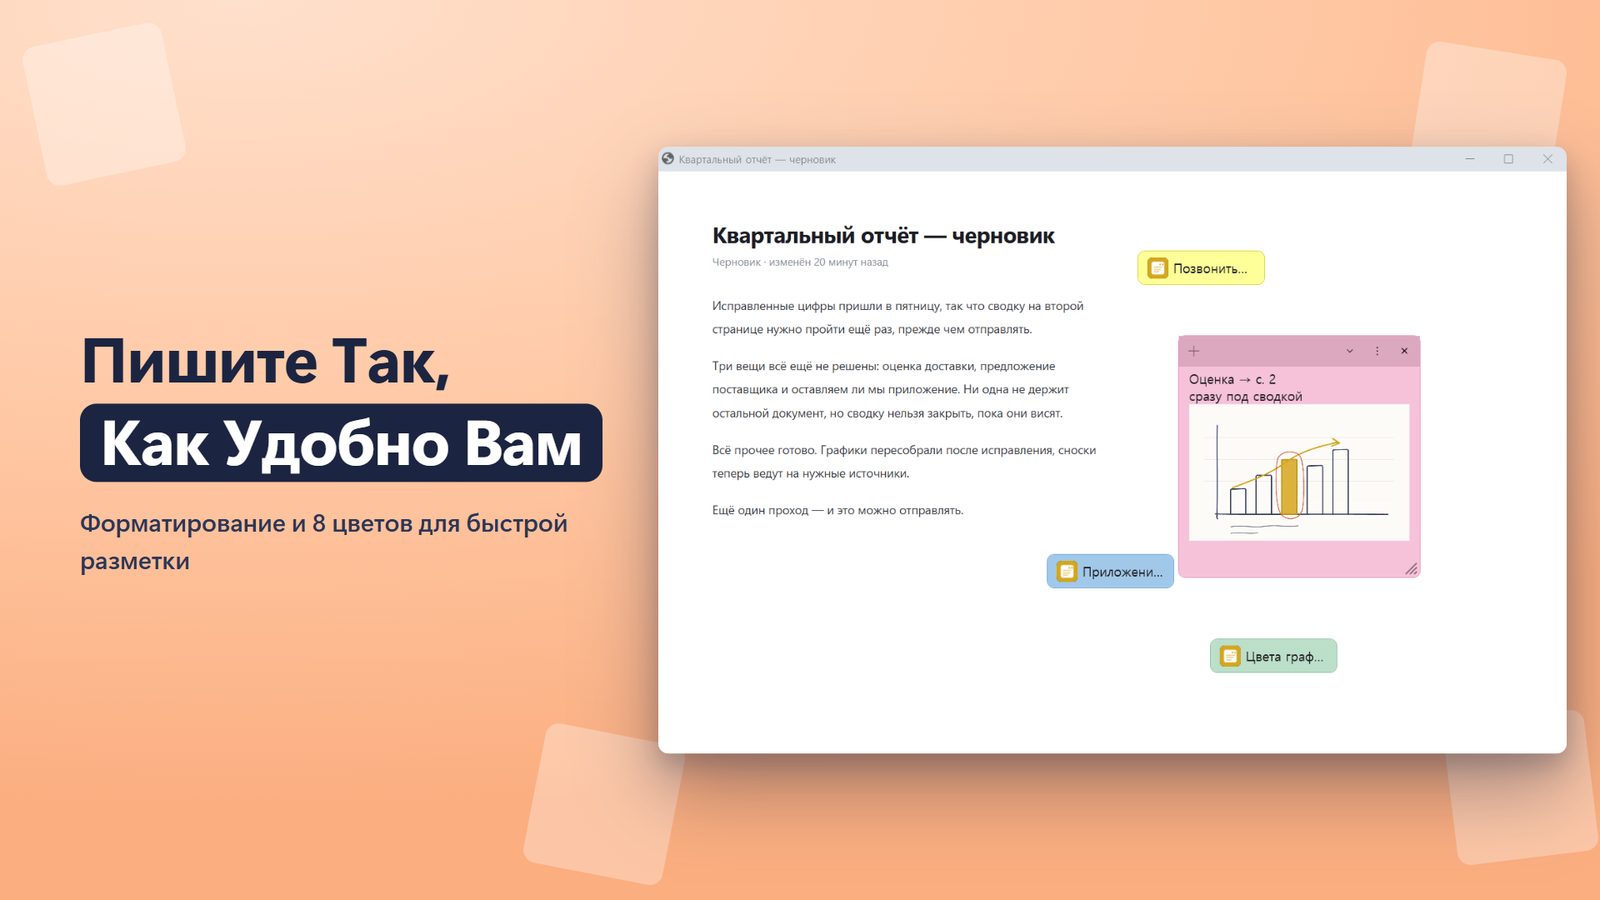 Пишите Так,
Как Удобно Вам
Форматирование и 8 цветов для быстрой
разметки
Квартальный отчёт — черновик
Квартальный отчёт — черновик
Черновик · изменён 20 минут назад
Исправленные цифры пришли в пятницу, так что сводку на второй
странице нужно пройти ещё раз, прежде чем отправлять.
Три вещи всё ещё не решены: оценка доставки, предложение
поставщика и оставляем ли мы приложение. Ни одна не держит
остальной документ, но сводку нельзя закрыть, пока они висят.
Всё прочее готово. Графики пересобрали после исправления, сноски
теперь ведут на нужные источники.
Ещё один проход — и это можно отправлять.
Позвонить...
Оценка → с. 2
сразу под сводкой
Приложени...
Цвета граф...